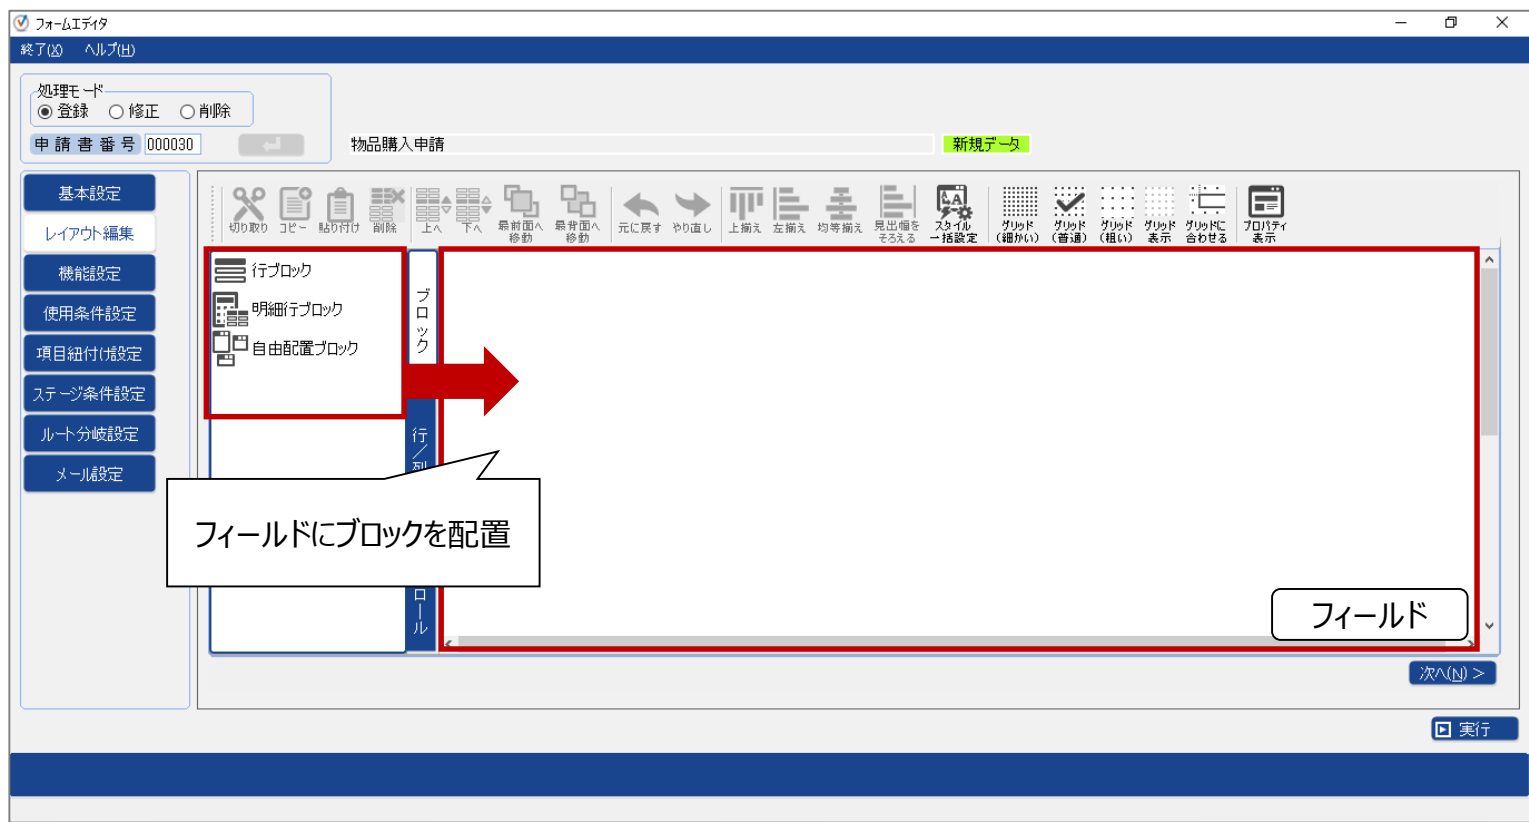 フォームエディタ
終了(X) ヘルプ(H)
処理モード
登録 修正 削除
申請書番号 000030 物品購入申請 新規データ
基本設定
レイアウト編集
機能設定
使用条件設定
項目紐付け設定
ステージ条件設定
ルート分岐設定
メール設定
切り取り コピー 貼り付け 削除 上へ 下へ 最前面へ移動 最背面へ移動 元に戻す やり直し 上揃え 左揃え 均等揃え 見出幅をそろえる スタイル一括設定 グリッド(細かい) グリッド(普通) グリッド(粗い) グリッド表示 グリッドに合わせる プロパティ表示
行ブロック
明細行ブロック
自由配置ブロック
ブロック
行/列
ロール
フィールドにブロックを配置
フィールド
次へ(N) >
実行